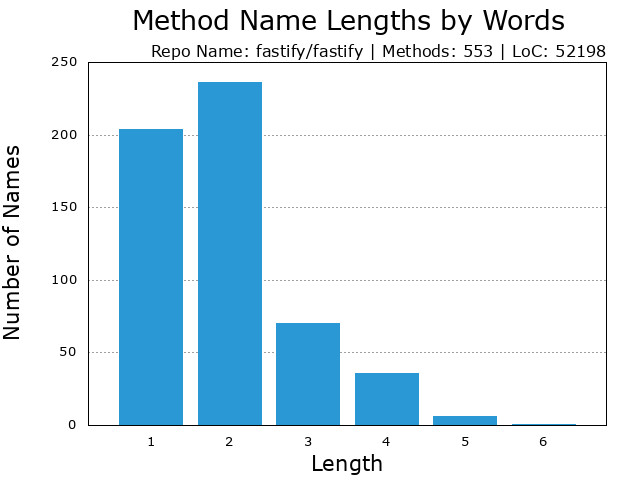 Method Name Lengths by Words
Repo Name: fastify/fastify | Methods: 553 | LoC: 52198
Number of Names
250
200
150
100
50
0
1 2 3 4 5 6
Length